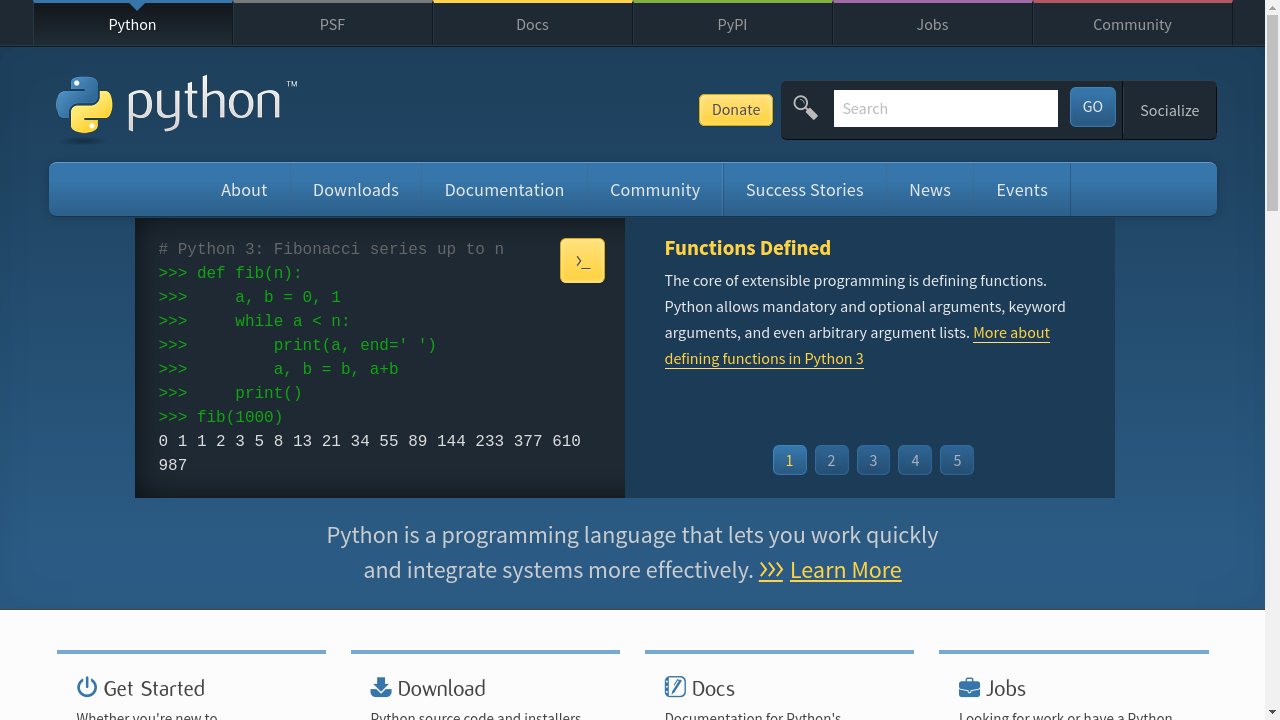 Python
PSF
Docs
PyPI
Jobs
Community
python™
Donate
Search
GO
Socialize
About
Downloads
Documentation
Community
Success Stories
News
Events
# Python 3: Fibonacci series up to n
>>> def fib(n):
>>>     a, b = 0, 1
>>>     while a < n:
>>>         print(a, end=' ')
>>>         a, b = b, a+b
>>>     print()
>>> fib(1000)
0 1 1 2 3 5 8 13 21 34 55 89 144 233 377 610
987
>_
Functions Defined
The core of extensible programming is defining functions.
Python allows mandatory and optional arguments, keyword
arguments, and even arbitrary argument lists. More about
defining functions in Python 3
1
2
3
4
5
Python is a programming language that lets you work quickly
and integrate systems more effectively. >>> Learn More
Get Started
Whether you're new to
Download
Python source code and installers
Docs
Documentation for Python's
Jobs
Looking for work or have a Python